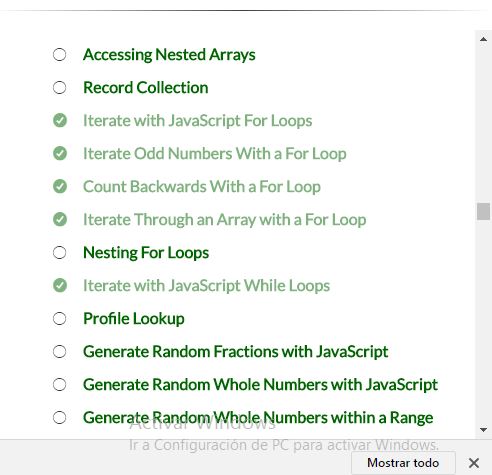 Accessing Nested Arrays
Record Collection
Iterate with JavaScript For Loops
Iterate Odd Numbers With a For Loop
Count Backwards With a For Loop
Iterate Through an Array with a For Loop
Nesting For Loops
Iterate with JavaScript While Loops
Profile Lookup
Generate Random Fractions with JavaScript
Generate Random Whole Numbers with JavaScript
Generate Random Whole Numbers within a Range
Activar Windows
Ir a Configuración de PC para activar Windows.
Mostrar todo